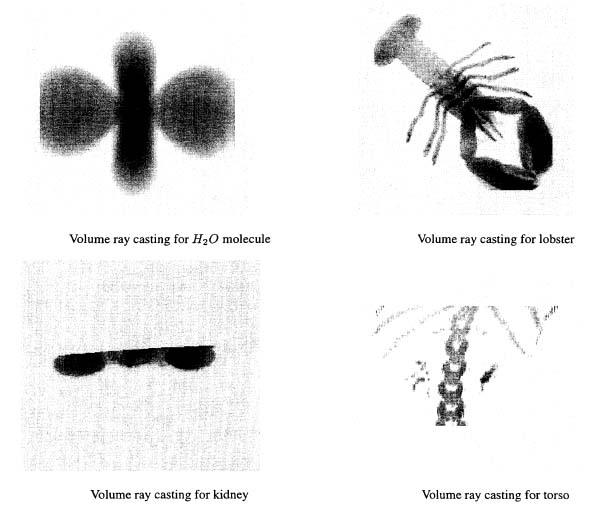 Volume ray casting for H₂O molecule
Volume ray casting for lobster
Volume ray casting for kidney
Volume ray casting for torso